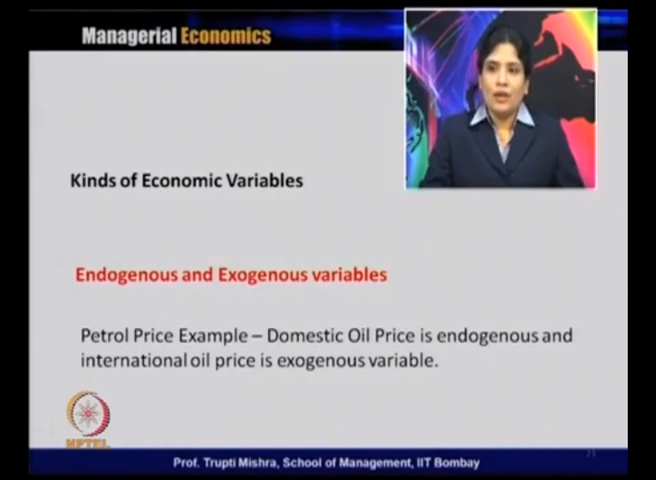 Managerial Economics
Kinds of Economic Variables
Endogenous and Exogenous variables
Petrol Price Example – Domestic Oil Price is endogenous and
international oil price is exogenous variable.
NPTEL
Prof. Trupti Mishra, School of Management, IIT Bombay